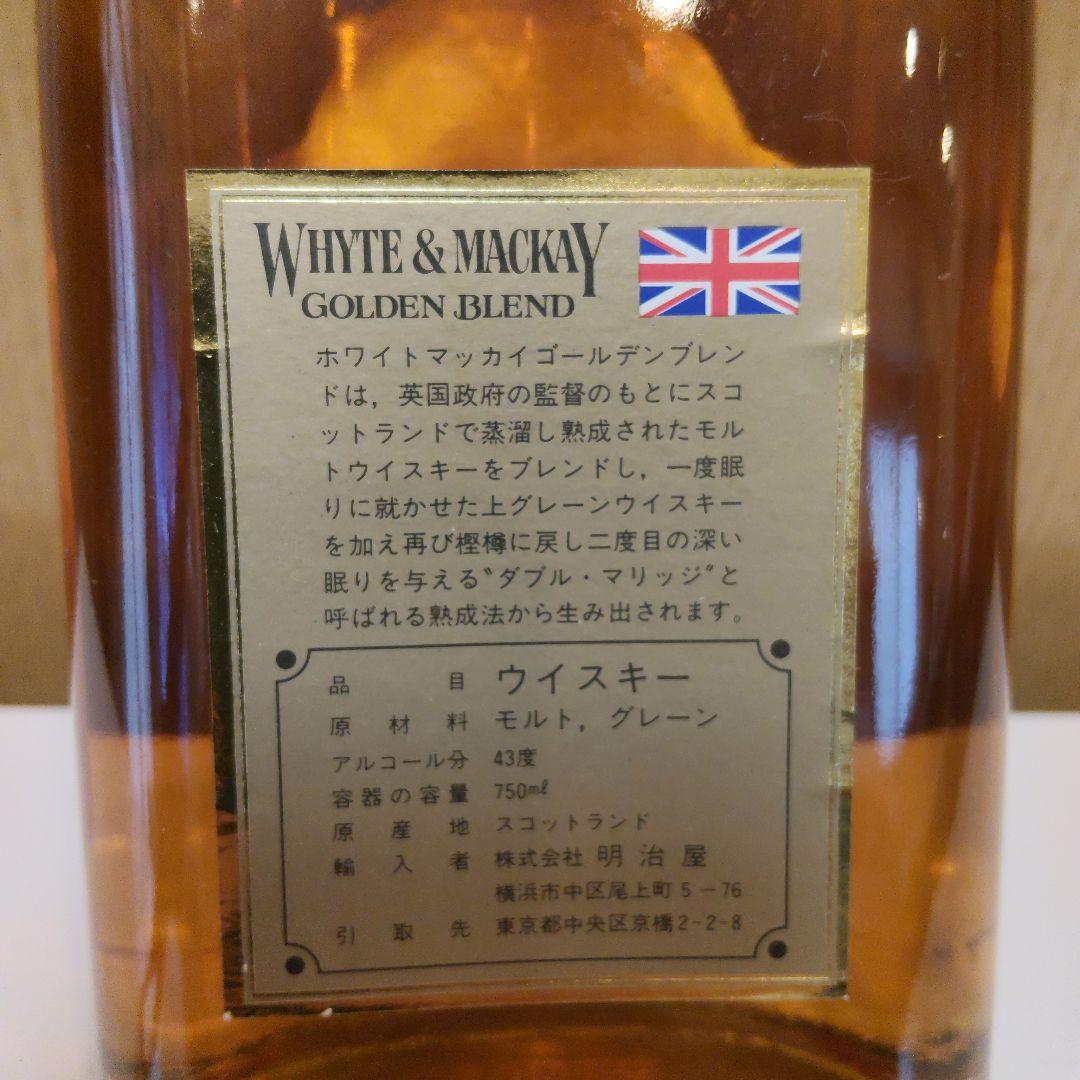 WHYTE & MACKAY
GOLDEN BLEND
ホワイトマッカイゴールデンブレン
ドは，英国政府の監督のもとにスコ
ットランドで蒸溜し熟成されたモル
トウイスキーをブレンドし，一度眠
りに就かせた上グレーンウイスキー
を加え再び樫樽に戻し二度目の深い
眠りを与える〝ダブル・マリッジ〟と
呼ばれる熟成法から生み出されます。
品目 ウイスキー
原材料 モルト，グレーン
アルコール分 43度
容器の容量 750mℓ
原産地 スコットランド
輸入者 株式会社 明治屋
横浜市中区尾上町5-76
引取先 東京都中央区京橋2-2-8